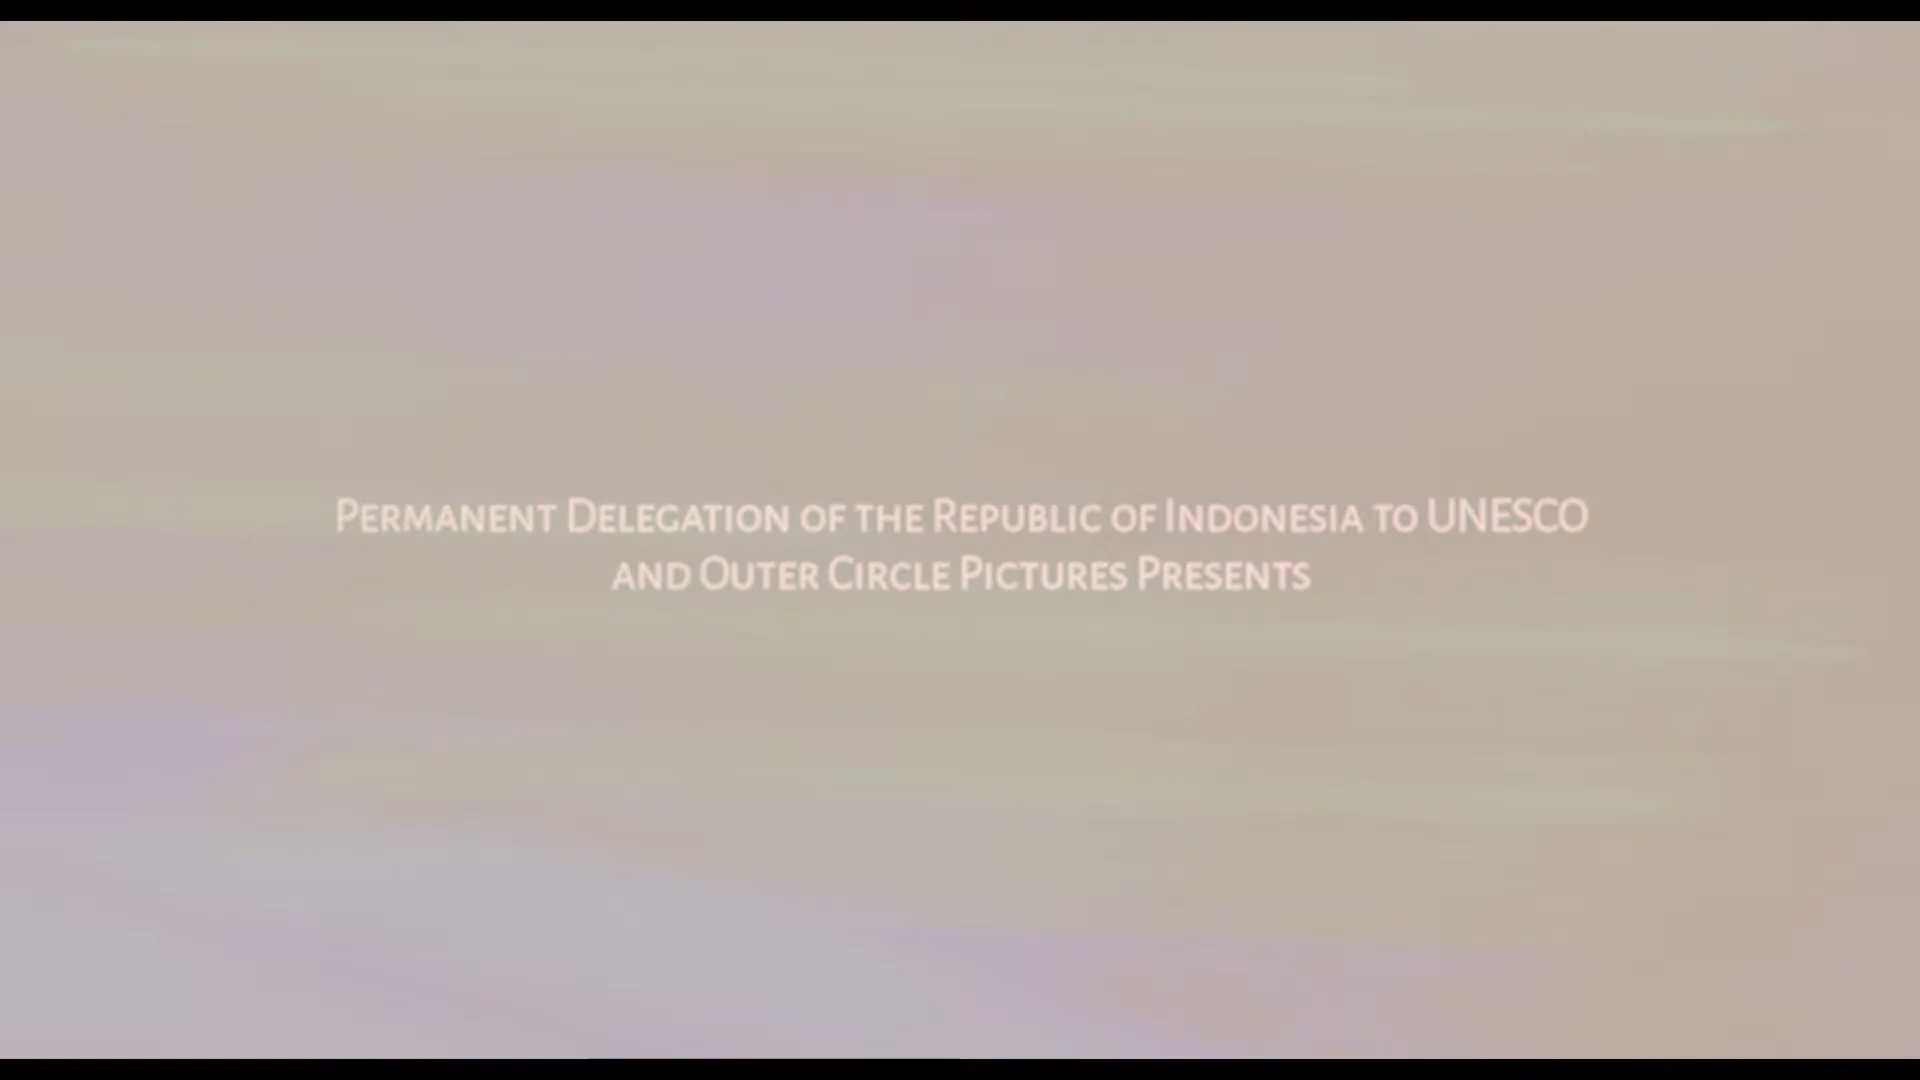 Permanent Delegation of the Republic of Indonesia to UNESCO
and Outer Circle Pictures Presents